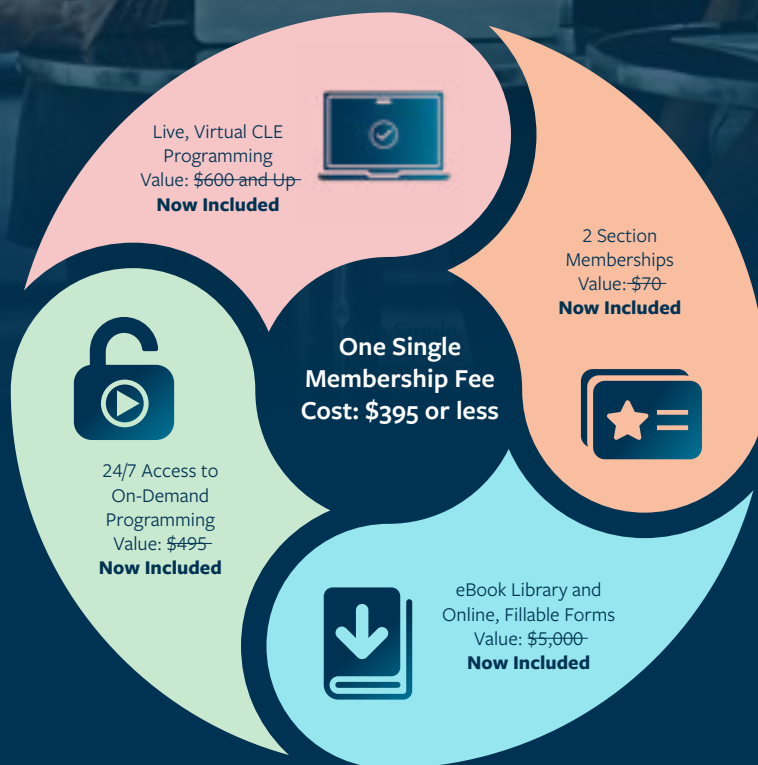 Live, Virtual CLE
Programming
Value: $600 and Up
Now Included
2 Section
Memberships
Value: $70
Now Included
One Single
Membership Fee
Cost: $395 or less
24/7 Access to
On-Demand
Programming
Value: $495
Now Included
eBook Library and
Online, Fillable Forms
Value: $5,000
Now Included